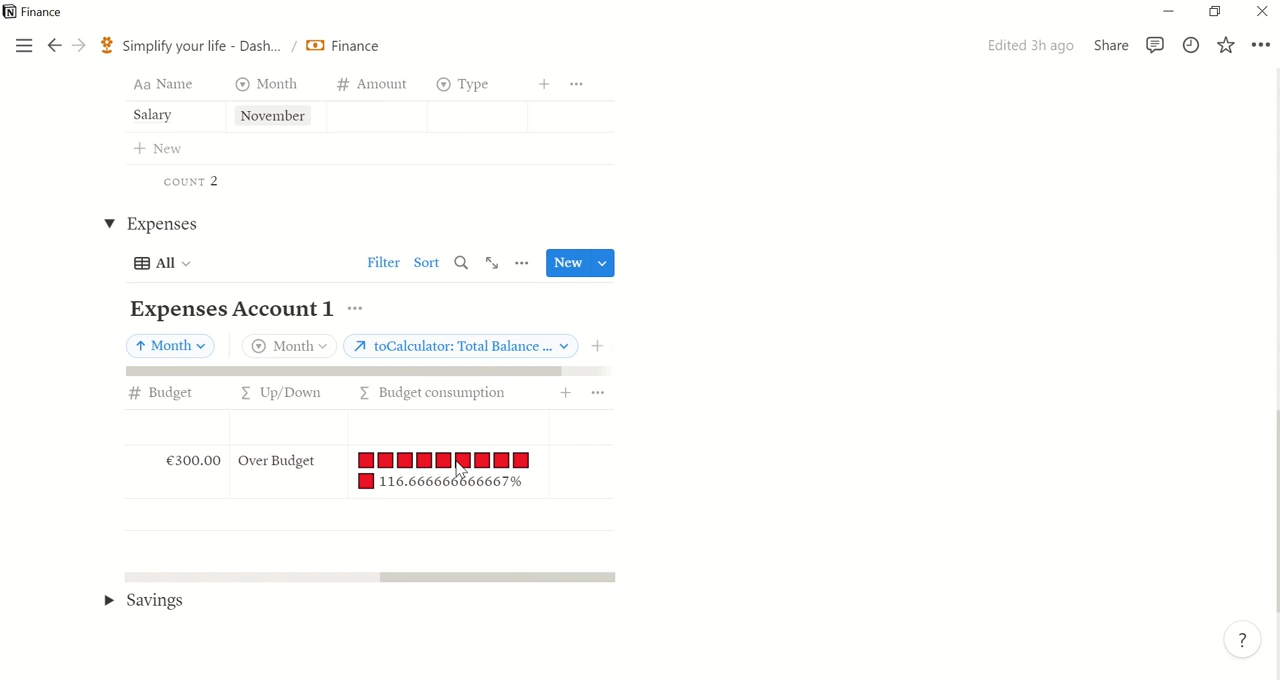 Finance
Simplify your life - Dash... / Finance
Edited 3h ago Share
Aa Name Month # Amount Type + ...
Salary November
+ New
COUNT 2
Expenses
All Filter Sort New
Expenses Account 1 ...
↑ Month Month ↗ toCalculator: Total Balance ... +
# Budget Σ Up/Down Σ Budget consumption + ...
€300.00 Over Budget
116.666666666667%
Savings
?